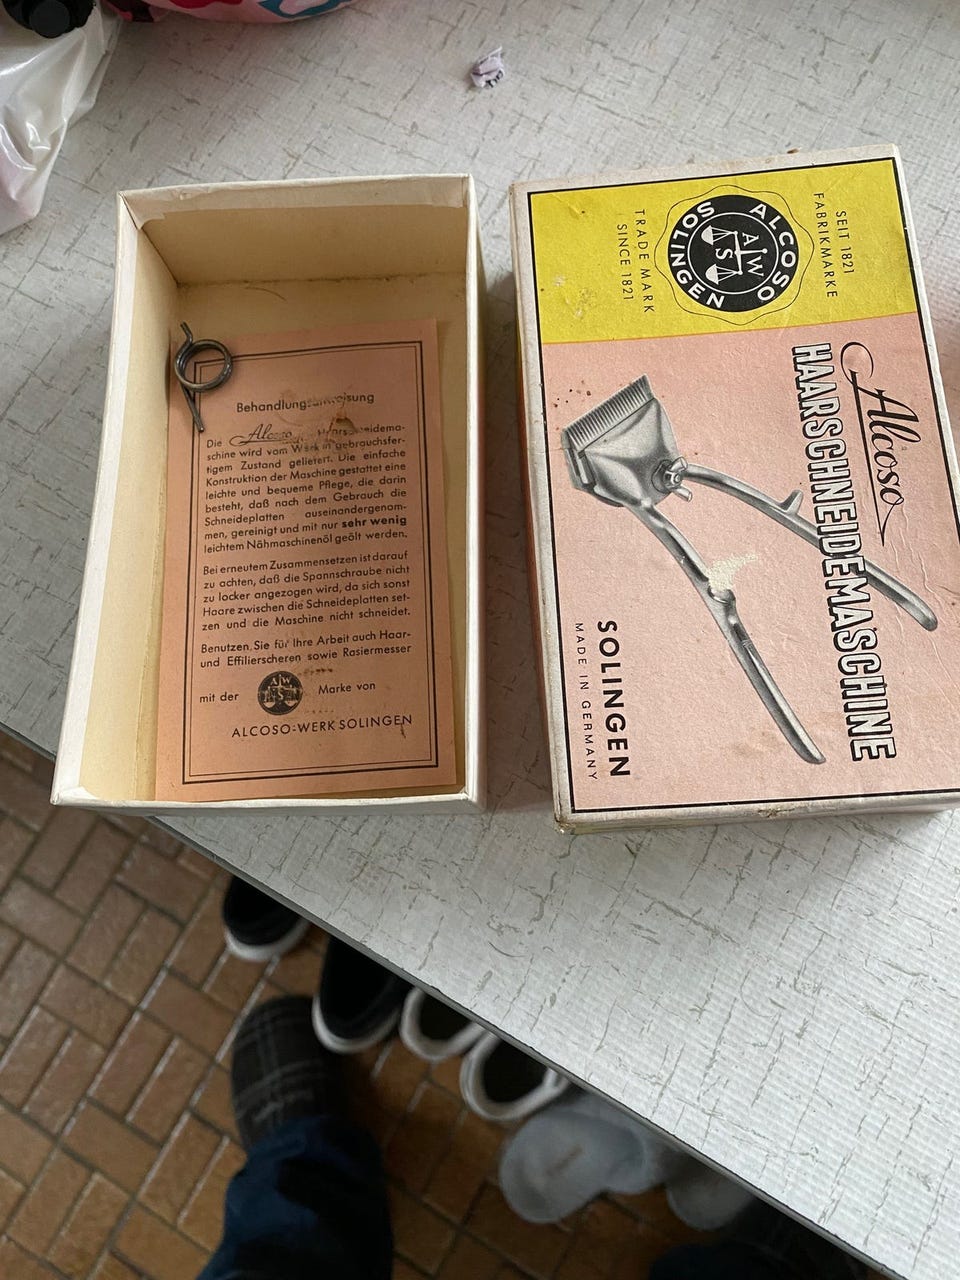 Behandlungsanweisung
Die Alcoso Haarschneidema-
schine wird vom Werk in gebrauchsfer-
tigem Zustand geliefert. Die einfache
Konstruktion der Maschine gestattet eine
leichte und bequeme Pflege, die darin
besteht, daß nach dem Gebrauch die
Schneideplatten auseinandergenom-
men, gereinigt und mit nur sehr wenig
leichtem Nähmaschinenöl geölt werden.
Bei erneutem Zusammensetzen ist darauf
zu achten, daß die Spannschraube nicht
zu locker angezogen wird, da sich sonst
Haare zwischen die Schneideplatten set-
zen und die Maschine nicht schneidet.
Benutzen Sie für Ihre Arbeit auch Haar-
und Effilierscheren sowie Rasiermesser
mit der AWS Marke von
ALCOSO-WERK SOLINGEN
SEIT 1821
FABRIKMARKE
ALCOSO
AWS
SOLINGEN
TRADE MARK
SINCE 1821
Alcoso
HAARSCHNEIDEMASCHINE
SOLINGEN
MADE IN GERMANY